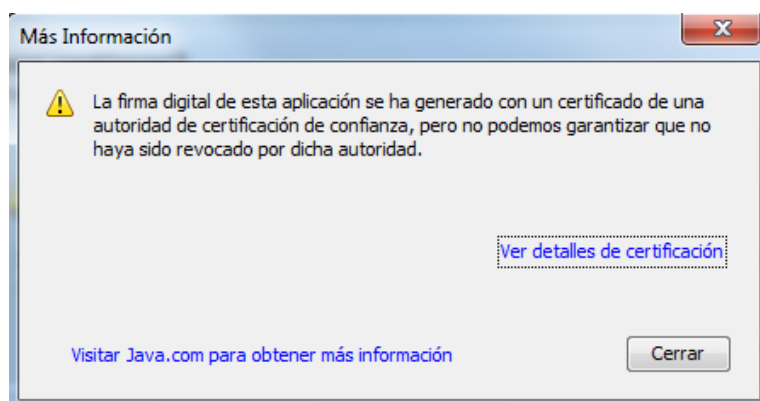 Más Información
La firma digital de esta aplicación se ha generado con un certificado de una
autoridad de certificación de confianza, pero no podemos garantizar que no
haya sido revocado por dicha autoridad.
Ver detalles de certificación
Visitar Java.com para obtener más información
Cerrar